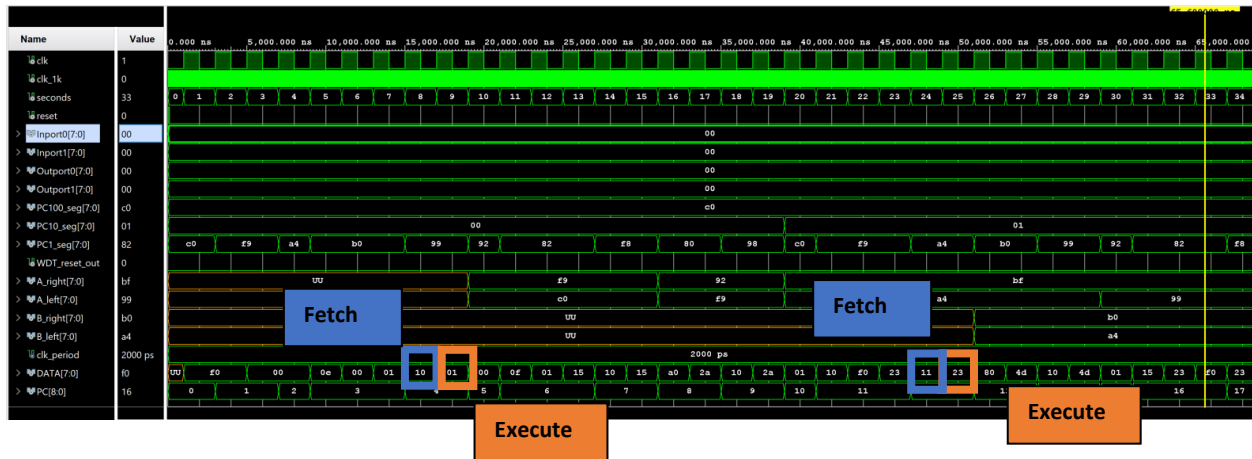 65,600000 ns
Name Value 0.000 ns 5,000.000 ns 10,000.000 ns 15,000.000 ns 20,000.000 ns 25,000.000 ns 30,000.000 ns 35,000.000 ns 40,000.000 ns 45,000.000 ns 50,000.000 ns 55,000.000 ns 60,000.000 ns 65,000.000
clk 1
clk_1k 0
seconds 33 0 1 2 3 4 5 6 7 8 9 10 11 12 13 14 15 16 17 18 19 20 21 22 23 24 25 26 27 28 29 30 31 32 33 34
reset 0
> Inport0[7:0] 00 00
> Inport1[7:0] 00 00
> Outport0[7:0] 00 00
> Outport1[7:0] 00 00
> PC100_seg[7:0] c0 c0
> PC10_seg[7:0] 01 00 01
> PC1_seg[7:0] 82 c0 f9 a4 b0 99 92 82 f8 80 98 c0 f9 a4 b0 99 92 82 f8
WDT_reset_out 0
> A_right[7:0] bf UU f9 92 bf
> A_left[7:0] 99 c0 f9 a4 99
> B_right[7:0] b0 UU b0
> B_left[7:0] a4 UU a4
clk_period 2000 ps 2000 ps
> DATA[7:0] f0 UU f0 00 0e 00 01 10 01 00 0f 01 15 10 15 a0 2a 10 2a 01 10 f0 23 11 23 80 4d 10 4d 01 15 23 f0 23
> PC[8:0] 16 0 1 2 3 4 5 6 7 8 9 10 11 16 17
Fetch
Fetch
Execute
Execute